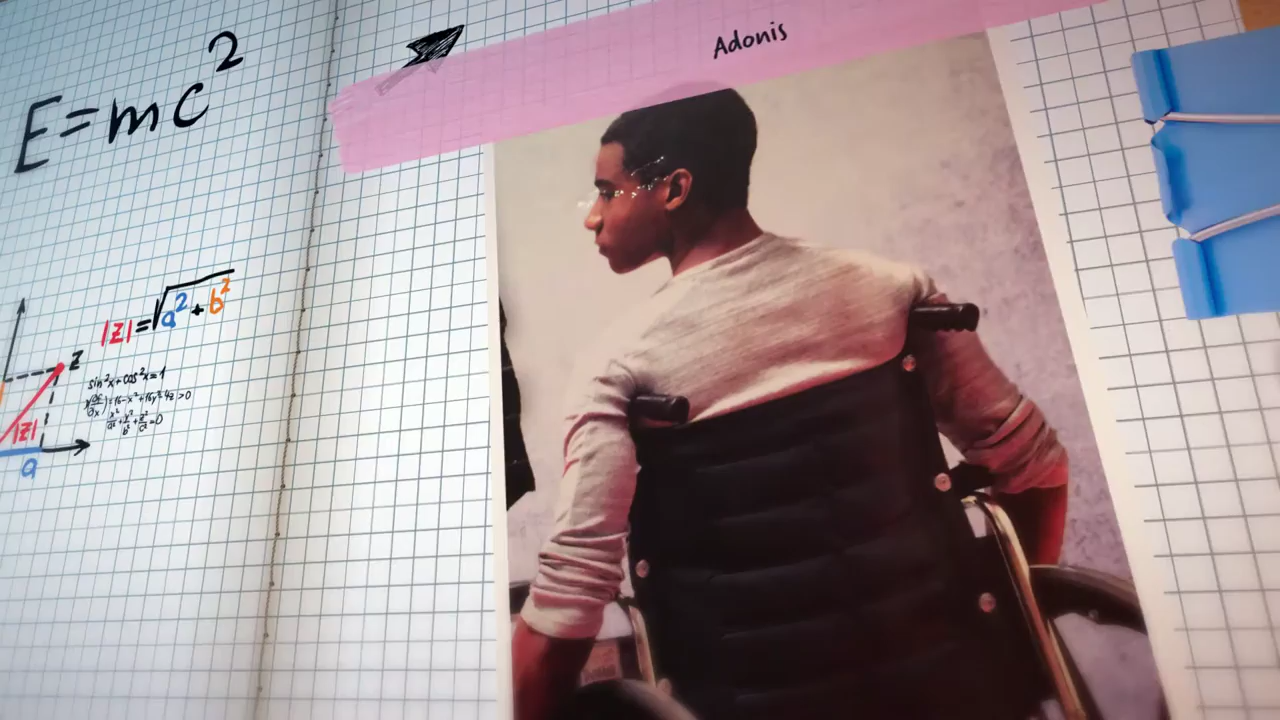 Adonis
E=mc²
|z|=√a²+b²
z
sin²x+cos²x=1
|z|
a